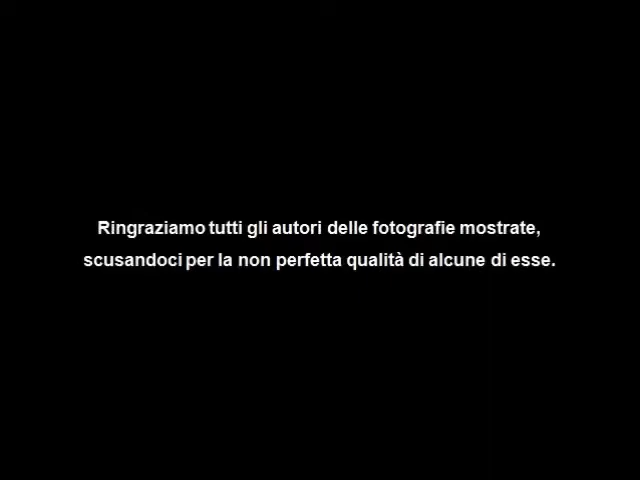 Ringraziamo tutti gli autori delle fotografie mostrate,
scusandoci per la non perfetta qualità di alcune di esse.